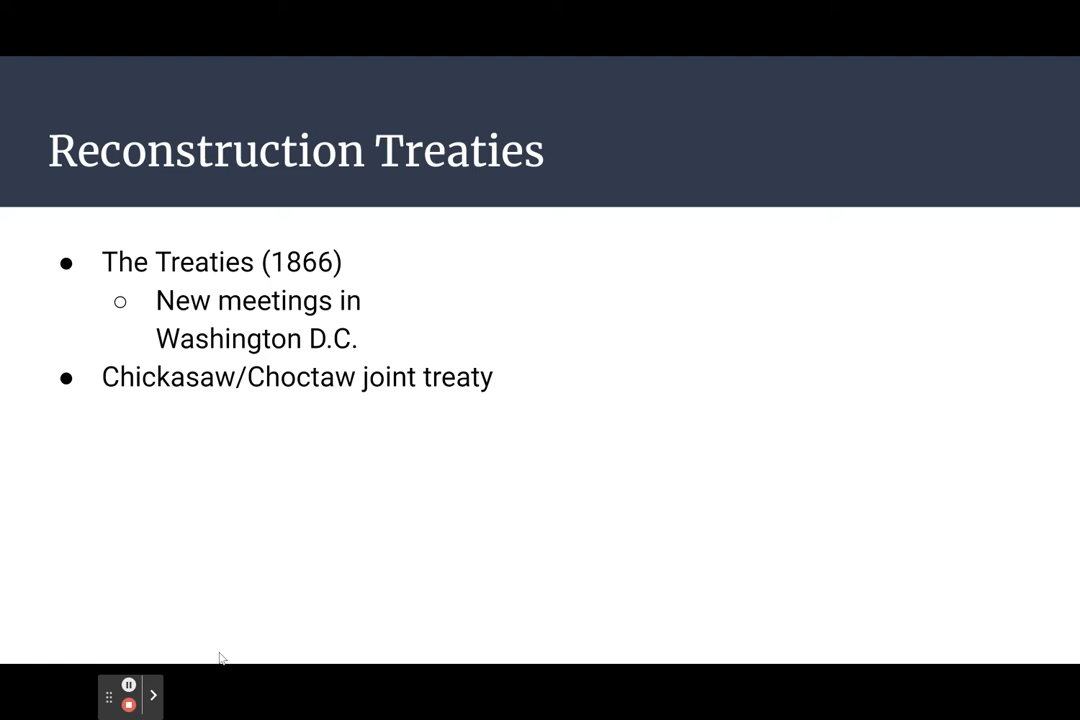 Reconstruction Treaties
● The Treaties (1866)
○ New meetings in
Washington D.C.
● Chickasaw/Choctaw joint treaty